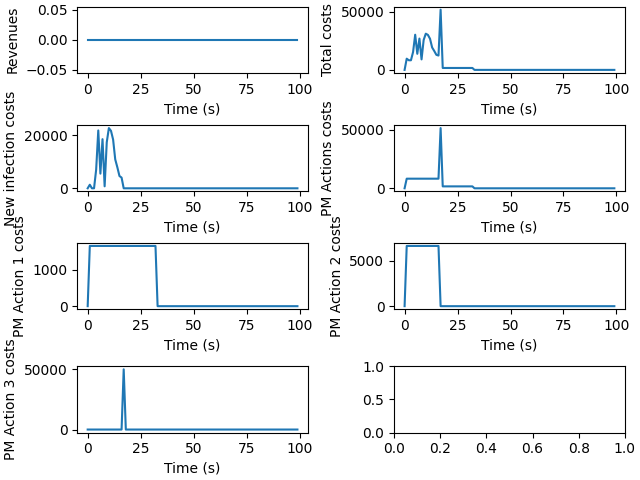 Revenues
0.05
0.00
−0.05
0 25 50 75 100
Time (s)
Total costs
50000
0
0 25 50 75 100
Time (s)
New infection costs
20000
0
0 25 50 75 100
Time (s)
PM Actions costs
50000
0
0 25 50 75 100
Time (s)
PM Action 1 costs
1000
0
0 25 50 75 100
Time (s)
PM Action 2 costs
5000
0
0 25 50 75 100
Time (s)
PM Action 3 costs
50000
0
0 25 50 75 100
Time (s)
1.0
0.5
0.0
0.0 0.2 0.4 0.6 0.8 1.0